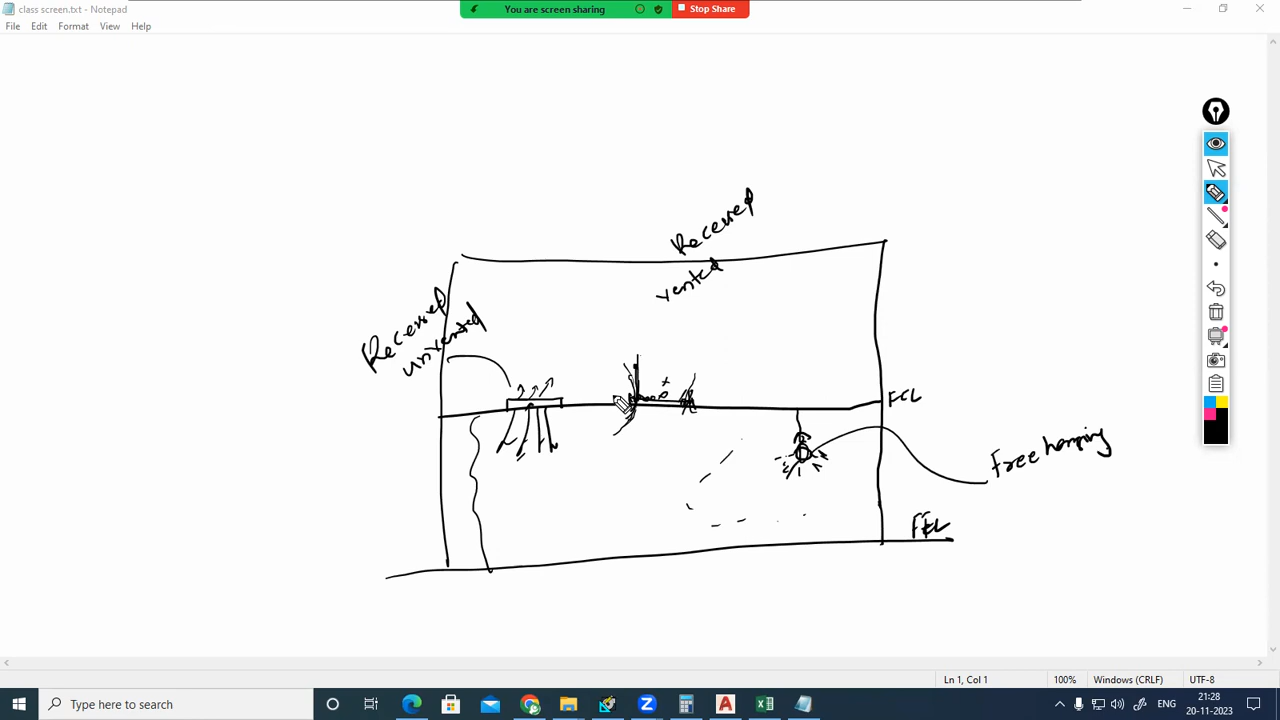 class screen.txt - Notepad
You are screen sharing
Stop Share
File Edit Format View Help
Recessed
vented
Recessed
unvented
FCL
Free hanging
FFL
Ln 1, Col 1
100%
Windows (CRLF)
UTF-8
Type here to search
ENG
21:28
20-11-2023